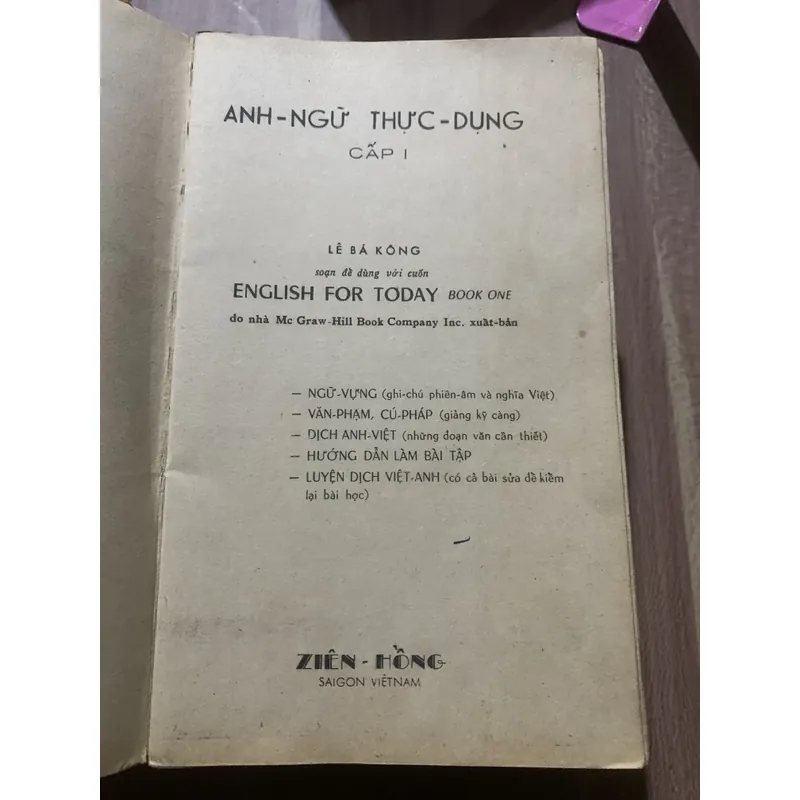 ANH-NGỮ THỰC-DỤNG
CẤP I
LÊ BÁ KÔNG
soạn để dùng với cuốn
ENGLISH FOR TODAY BOOK ONE
do nhà Mc Graw-Hill Book Company Inc. xuất-bản
— NGỮ-VỰNG (ghi-chú phiên-âm và nghĩa Việt)
— VĂN-PHẠM, CÚ-PHÁP (giảng kỹ càng)
— DỊCH ANH-VIỆT (những đoạn văn cần thiết)
— HƯỚNG DẪN LÀM BÀI TẬP
— LUYỆN DỊCH VIỆT-ANH (có cả bài sửa để kiểm
lại bài học)
ZIÊN-HỒNG
SAIGON VIỆTNAM